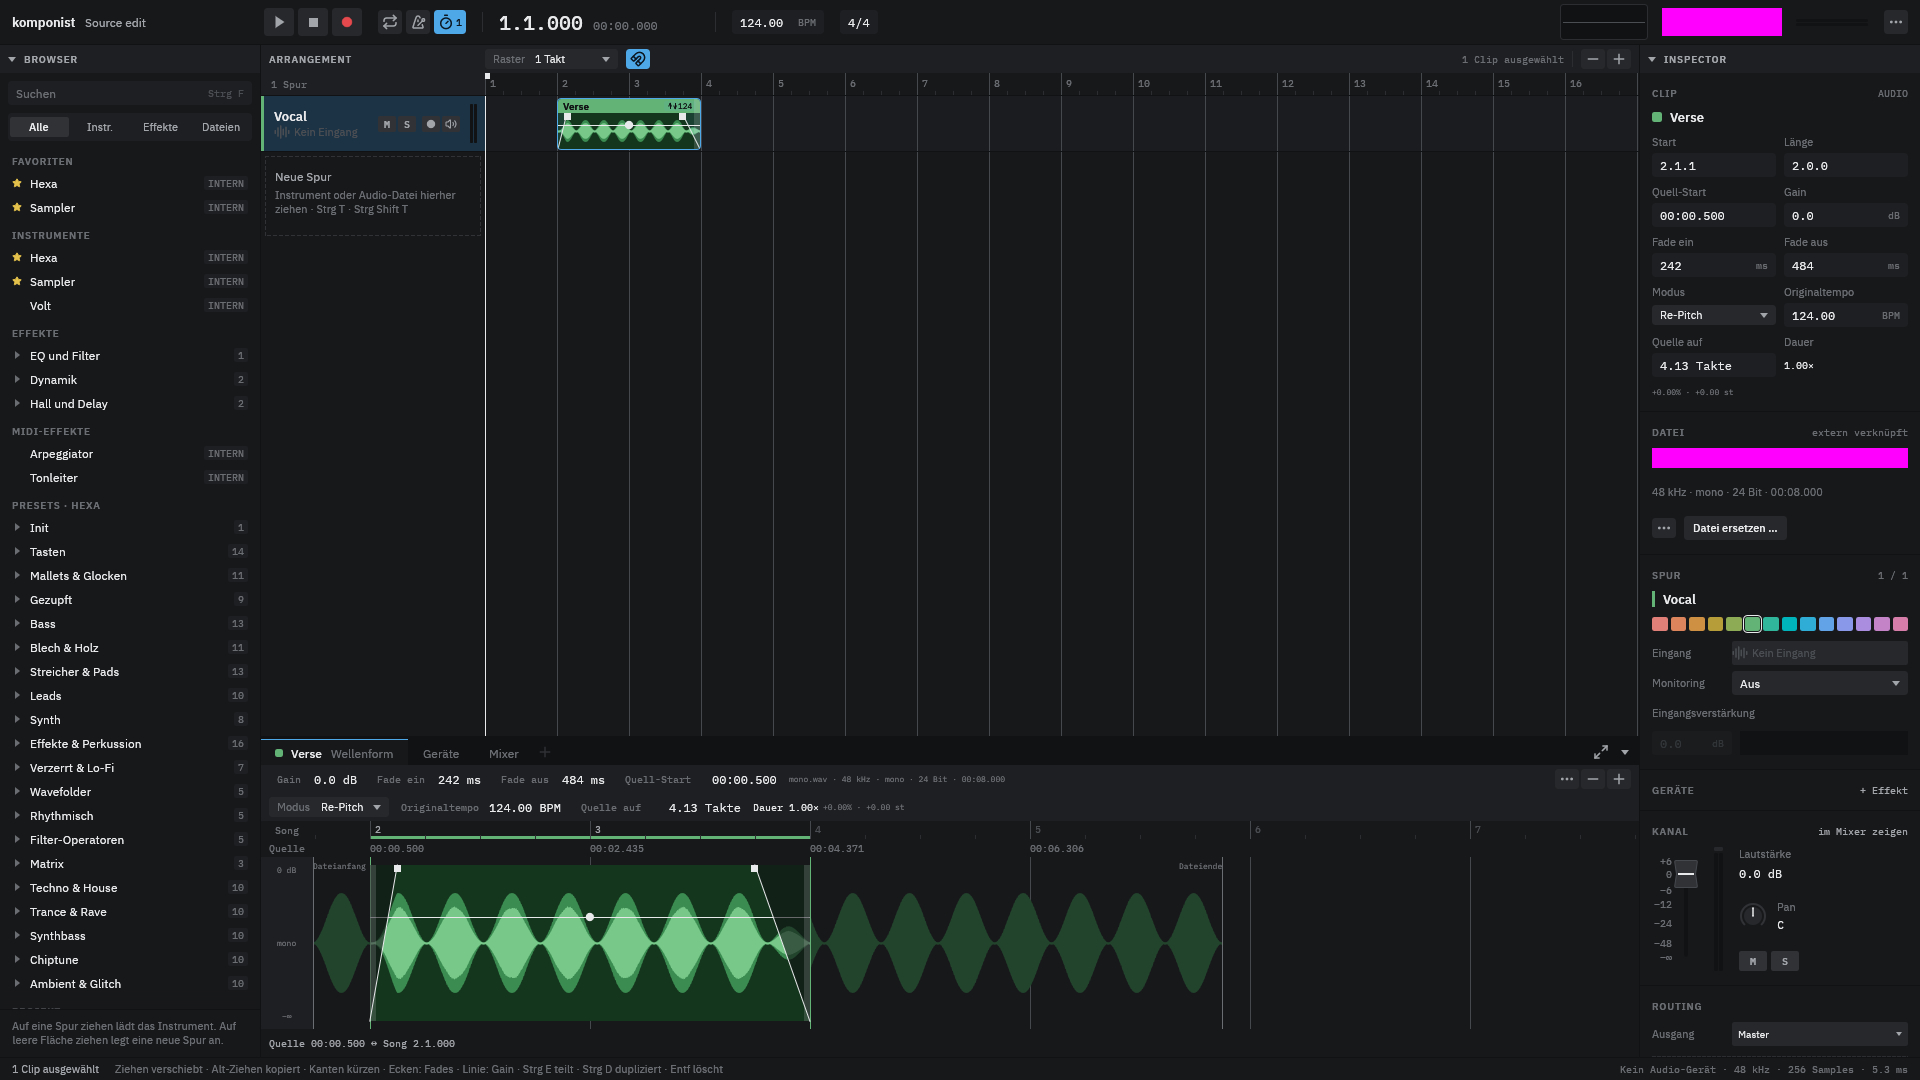 komponist Source edit
1
1.1.000 00:00.000
124.00 BPM
4/4
BROWSER
Suchen Strg F
Alle Instr. Effekte Dateien
FAVORITEN
Hexa INTERN
Sampler INTERN
INSTRUMENTE
Hexa INTERN
Sampler INTERN
Volt INTERN
EFFEKTE
EQ und Filter 1
Dynamik 2
Hall und Delay 2
MIDI-EFFEKTE
Arpeggiator INTERN
Tonleiter INTERN
PRESETS · HEXA
Init 1
Tasten 14
Mallets & Glocken 11
Gezupft 9
Bass 13
Blech & Holz 11
Streicher & Pads 13
Leads 10
Synth 8
Effekte & Perkussion 16
Verzerrt & Lo-Fi 7
Wavefolder 5
Rhythmisch 5
Filter-Operatoren 5
Matrix 3
Techno & House 10
Trance & Rave 10
Synthbass 10
Chiptune 10
Ambient & Glitch 10
Auf eine Spur ziehen lädt das Instrument. Auf
leere Fläche ziehen legt eine neue Spur an.
ARRANGEMENT Raster 1 Takt 1 Clip ausgewählt
1 Spur 1 2 3 4 5 6 7 8 9 10 11 12 13 14 15 16
Vocal
Kein Eingang
M S
Verse 124
Neue Spur
Instrument oder Audio-Datei hierher
ziehen · Strg T · Strg Shift T
Verse Wellenform Geräte Mixer
Gain 0.0 dB Fade ein 242 ms Fade aus 484 ms Quell-Start 00:00.500 mono.wav · 48 kHz · mono · 24 Bit · 00:08.000
Modus Re-Pitch Originaltempo 124.00 BPM Quelle auf 4.13 Takte Dauer 1.00× +0.00% · +0.00 st
Song 2 3 4 5 6 7
Quelle 00:00.500 00:02.435 00:04.371 00:06.306
0 dB Dateianfang Dateiende
mono
-∞
Quelle 00:00.500 ⇔ Song 2.1.000
INSPECTOR
CLIP AUDIO
Verse
Start Länge
2.1.1 2.0.0
Quell-Start Gain
00:00.500 0.0 dB
Fade ein Fade aus
242 ms 484 ms
Modus Originaltempo
Re-Pitch 124.00 BPM
Quelle auf Dauer
4.13 Takte 1.00×
+0.00% · +0.00 st
DATEI extern verknüpft
48 kHz · mono · 24 Bit · 00:08.000
Datei ersetzen ...
SPUR 1 / 1
Vocal
Eingang Kein Eingang
Monitoring Aus
Eingangsverstärkung
0.0 dB
GERÄTE + Effekt
KANAL im Mixer zeigen
+6
0
-6
-12
-24
-48
-∞
Lautstärke
0.0 dB
Pan
C
M S
ROUTING
Ausgang Master
1 Clip ausgewählt Ziehen verschiebt · Alt-Ziehen kopiert · Kanten kürzen · Ecken: Fades · Linie: Gain · Strg E teilt · Strg D dupliziert · Entf löscht
Kein Audio-Gerät · 48 kHz · 256 Samples · 5.3 ms